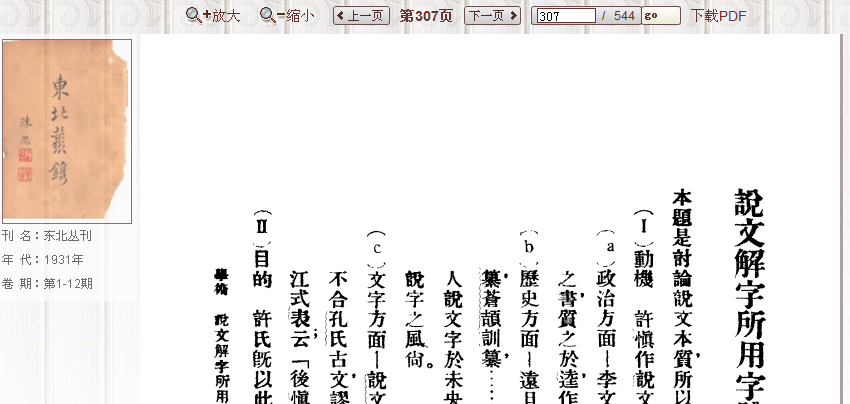 +放大
=缩小
上一页
第307页
下一页
307
/ 544
go
下载PDF
東北叢鐫
刊 名：东北丛刊
年 代：1931年
卷 期：第1-12期
說文解字所用字
本題是討論說文本質,所以
(I)動機 許慎作說文
(a)政治方面—李文
之書,質之於逵,作
(b)歷史方面—遠日
纂,蒼頡訓纂,……
人說文字於未央
說字之風尙。
(c)文字方面—說文
不合孔氏古文,謬
江式表云;「後愼
(II)目的 許氏旣以此
學術 說文解字所用